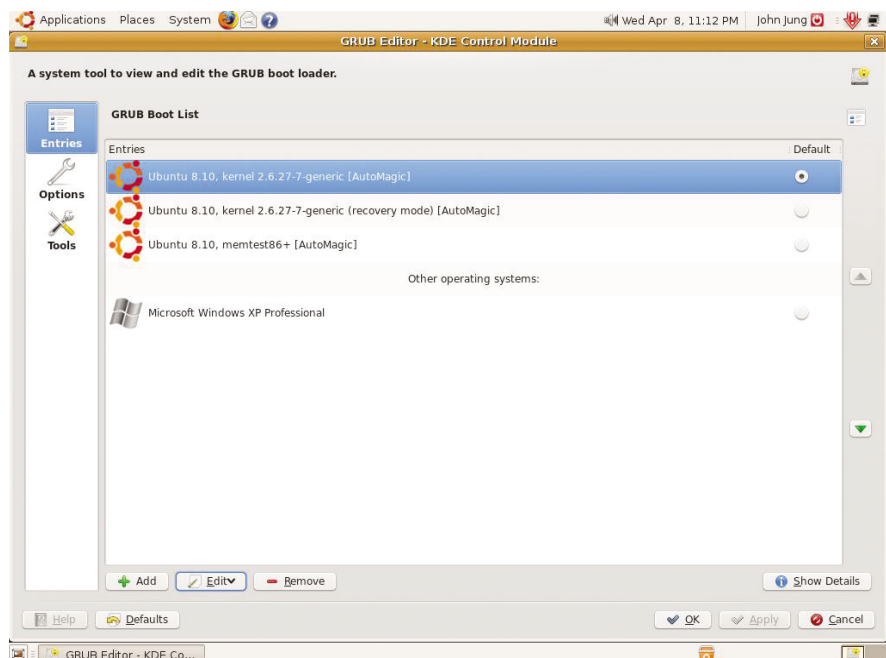 Applications Places System Wed Apr 8, 11:12 PM John Jung
GRUB Editor - KDE Control Module
A system tool to view and edit the GRUB boot loader.
Entries
Options
Tools
GRUB Boot List
Entries Default
Ubuntu 8.10, kernel 2.6.27-7-generic [AutoMagic]
Ubuntu 8.10, kernel 2.6.27-7-generic (recovery mode) [AutoMagic]
Ubuntu 8.10, memtest86+ [AutoMagic]
Other operating systems:
Microsoft Windows XP Professional
Add Edit Remove Show Details
Help Defaults OK Apply Cancel
GRUB Editor - KDE Co...